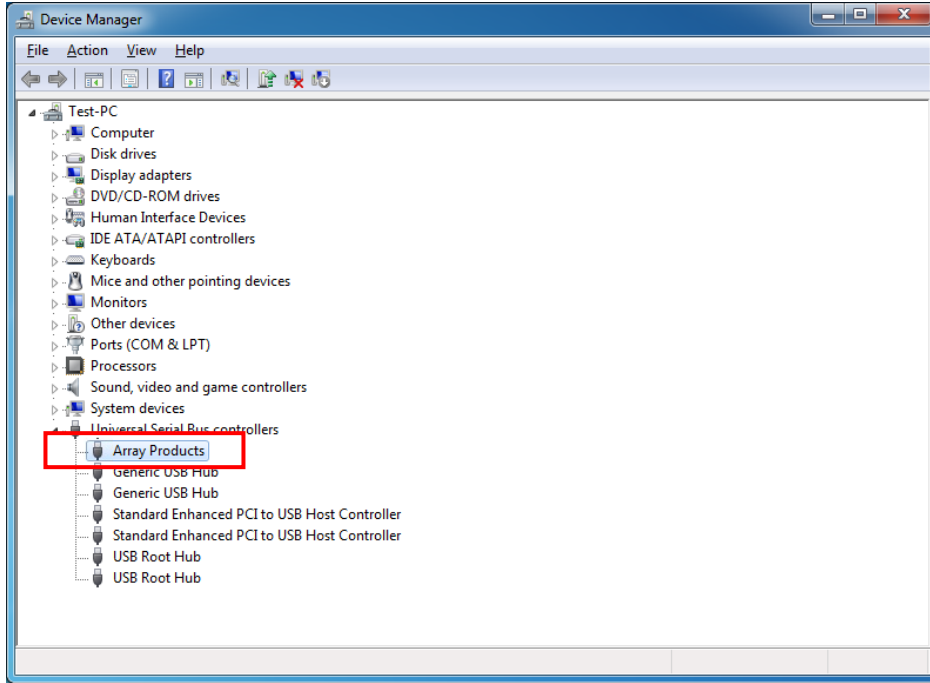 Device Manager
File Action View Help
Test-PC
Computer
Disk drives
Display adapters
DVD/CD-ROM drives
Human Interface Devices
IDE ATA/ATAPI controllers
Keyboards
Mice and other pointing devices
Monitors
Other devices
Ports (COM & LPT)
Processors
Sound, video and game controllers
System devices
Universal Serial Bus controllers
Array Products
Generic USB Hub
Generic USB Hub
Standard Enhanced PCI to USB Host Controller
Standard Enhanced PCI to USB Host Controller
USB Root Hub
USB Root Hub